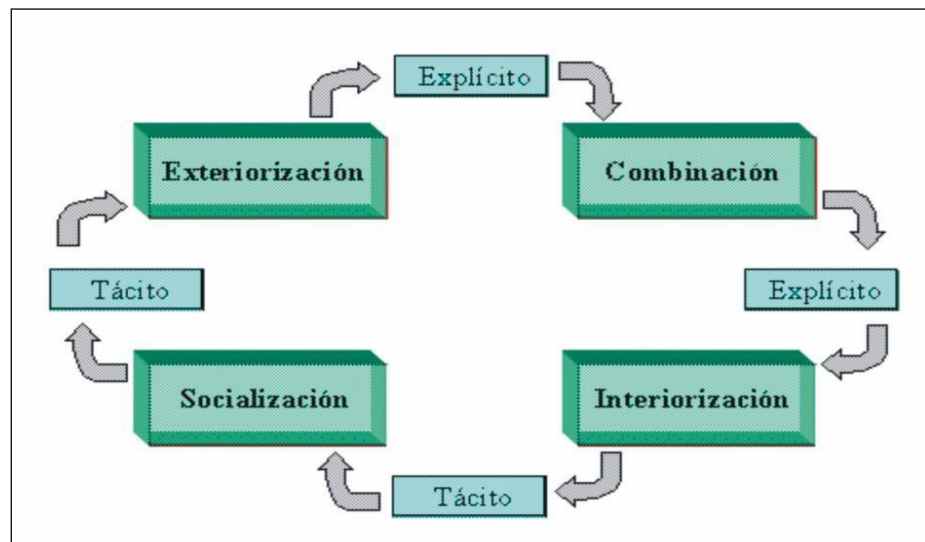 Explícito
Exteriorización
Combinación
Tácito
Explícito
Socialización
Interiorización
Tácito